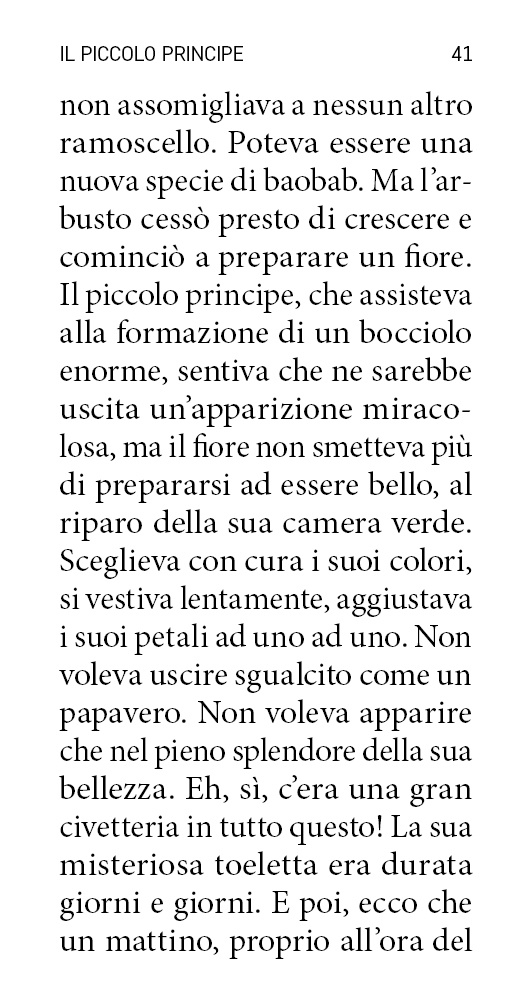 IL PICCOLO PRINCIPE 41
non assomigliava a nessun altro
ramoscello. Poteva essere una
nuova specie di baobab. Ma l’ar-
busto cessò presto di crescere e
cominciò a preparare un fiore.
Il piccolo principe, che assisteva
alla formazione di un bocciolo
enorme, sentiva che ne sarebbe
uscita un’apparizione miraco-
losa, ma il fiore non smetteva più
di prepararsi ad essere bello, al
riparo della sua camera verde.
Sceglieva con cura i suoi colori,
si vestiva lentamente, aggiustava
i suoi petali ad uno ad uno. Non
voleva uscire sgualcito come un
papavero. Non voleva apparire
che nel pieno splendore della sua
bellezza. Eh, sì, c’era una gran
civetteria in tutto questo! La sua
misteriosa toeletta era durata
giorni e giorni. E poi, ecco che
un mattino, proprio all’ora del